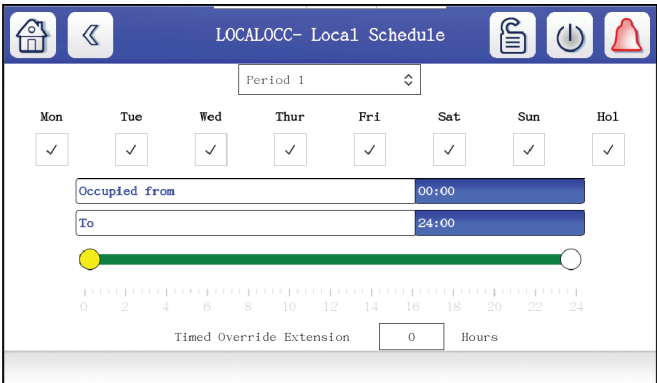 LOCALOCC- Local Schedule
Period 1
Mon Tue Wed Thur Fri Sat Sun Hol
Occupied from 00:00
To 24:00
0 2 4 6 8 10 12 14 16 18 20 22 24
Timed Override Extension 0 Hours